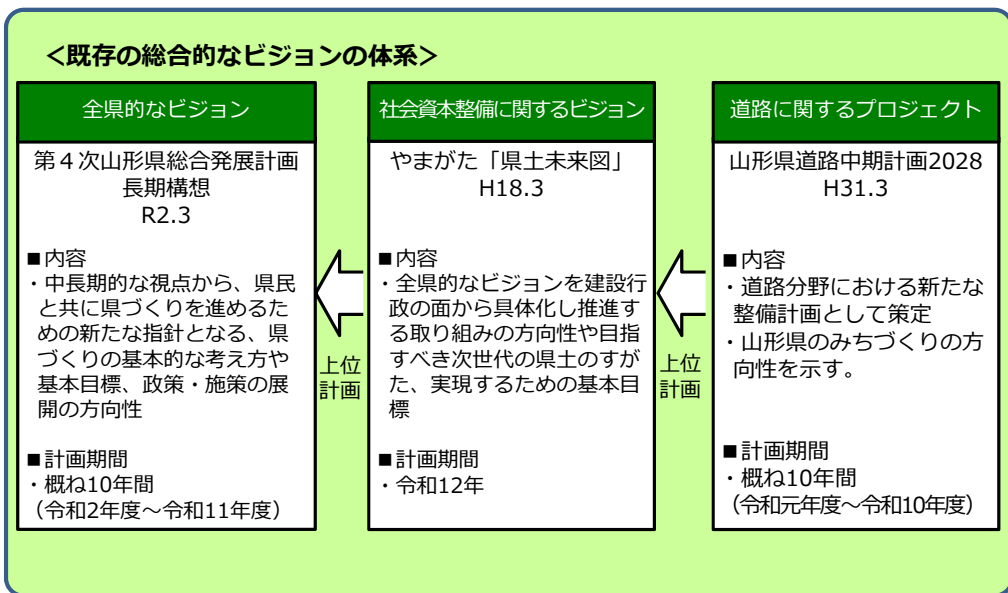 ＜既存の総合的なビジョンの体系＞
全県的なビジョン
第４次山形県総合発展計画
長期構想
R2.3
■内容
・中長期的な視点から、県民
と共に県づくりを進めるた
めの新たな指針となる、県
づくりの基本的な考え方や
基本目標、政策・施策の展
開の方向性
■計画期間
・概ね10年間
（令和2年度～令和11年度）
上位
計画
社会資本整備に関するビジョン
やまがた「県土未来図」
H18.3
■内容
・全県的なビジョンを建設行
政の面から具体化し推進す
る取り組みの方向性や目指
すべき次世代の県土のすが
た、実現するための基本目
標
■計画期間
・令和12年
上位
計画
道路に関するプロジェクト
山形県道路中期計画2028
H31.3
■内容
・道路分野における新たな
整備計画として策定
・山形県のみちづくりの方
向性を示す。
■計画期間
・概ね10年間
（令和元年度～令和10年度）